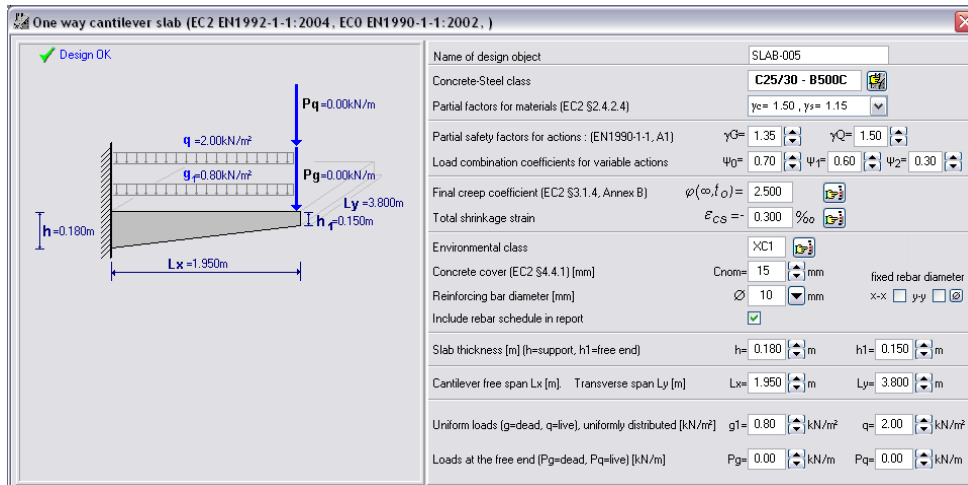 One way cantilever slab (EC2 EN1992-1-1:2004, EC0 EN1990-1-1:2002, )
Design OK
Pq=0.00kN/m
q =2.00kN/m²
g1=0.80kN/m²
Pg=0.00kN/m
Ly =3.800m
h=0.180m
h1=0.150m
Lx =1.950m
Name of design object SLAB-005
Concrete-Steel class C25/30 - B500C
Partial factors for materials (EC2 §2.4.2.4) γc= 1.50 , γs= 1.15
Partial safety factors for actions : (EN1990-1-1, A1) γG= 1.35 γQ= 1.50
Load combination coefficients for variable actions Ψ0= 0.70 Ψ1= 0.60 Ψ2= 0.30
Final creep coefficient (EC2 §3.1.4, Annex B) φ(∞,to)= 2.500
Total shrinkage strain εcs =- 0.300 ‰
Environmental class XC1
Concrete cover (EC2 §4.4.1) [mm] Cnom= 15 mm fixed rebar diameter
Reinforcing bar diameter [mm] Ø 10 mm x-x y-y Ø
Include rebar schedule in report
Slab thickness [m] (h=support, h1=free end) h= 0.180 m h1= 0.150 m
Cantilever free span Lx [m]. Transverse span Ly [m] Lx= 1.950 m Ly= 3.800 m
Uniform loads (g=dead, q=live), uniformly distributed [kN/m²] g1= 0.80 kN/m² q= 2.00 kN/m²
Loads at the free end (Pg=dead, Pq=live) [kN/m] Pg= 0.00 kN/m Pq= 0.00 kN/m